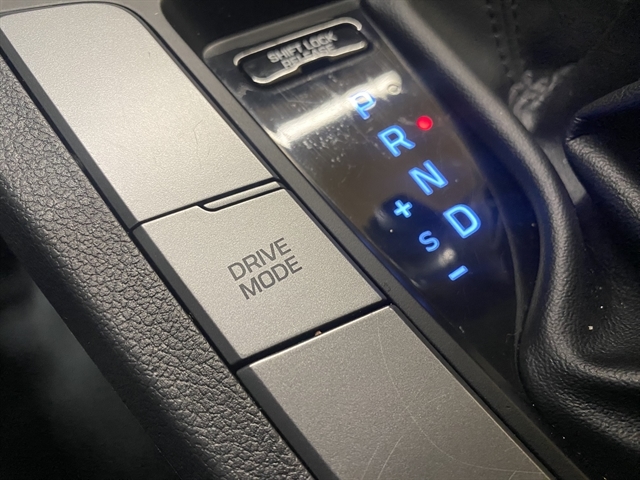 SHIFT LOCK
RELEASE
P
R
N
+ D
S
-
DRIVE
MODE